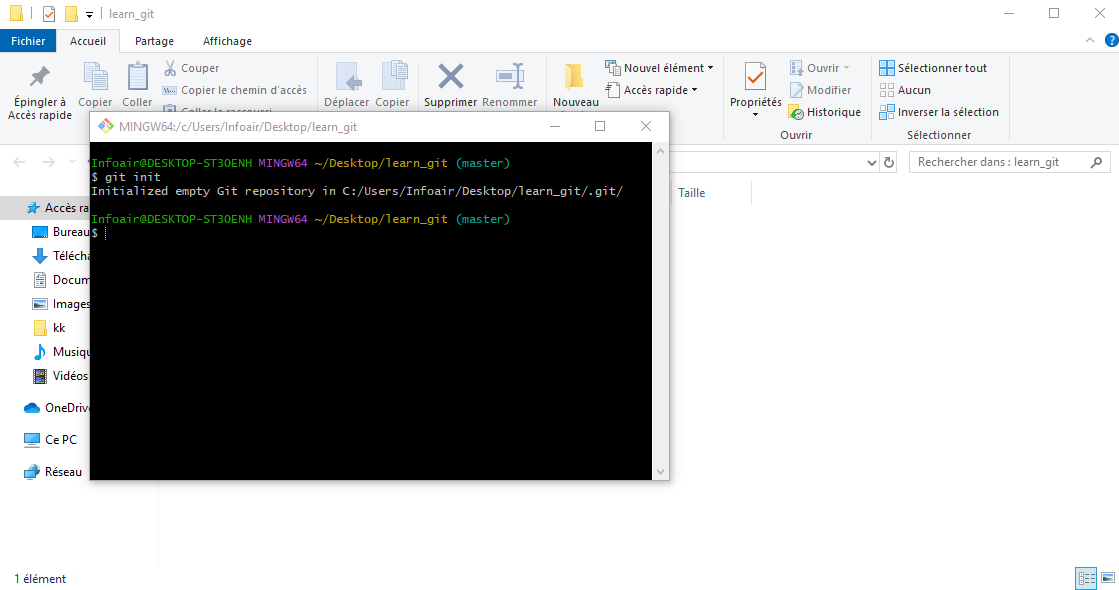 learn_git
Fichier Accueil Partage Affichage
Épingler à Accès rapide
Copier
Coller
Couper
Copier le chemin d'accès
Coller le raccourci
Déplacer
Copier
Supprimer
Renommer
Nouveau
Nouvel élément
Accès rapide
Propriétés
Ouvrir
Modifier
Historique
Ouvrir
Sélectionner tout
Aucun
Inverser la sélection
Sélectionner
MINGW64:/c/Users/Infoair/Desktop/learn_git
Infoair@DESKTOP-ST3OENH MINGW64 ~/Desktop/learn_git (master)
$ git init
Initialized empty Git repository in C:/Users/Infoair/Desktop/learn_git/.git/
Infoair@DESKTOP-ST3OENH MINGW64 ~/Desktop/learn_git (master)
$
Rechercher dans : learn_git
Taille
Accès ra
Bureau
Télécha
Docum
Images
kk
Musiqu
Vidéos
OneDriv
Ce PC
Réseau
1 élément